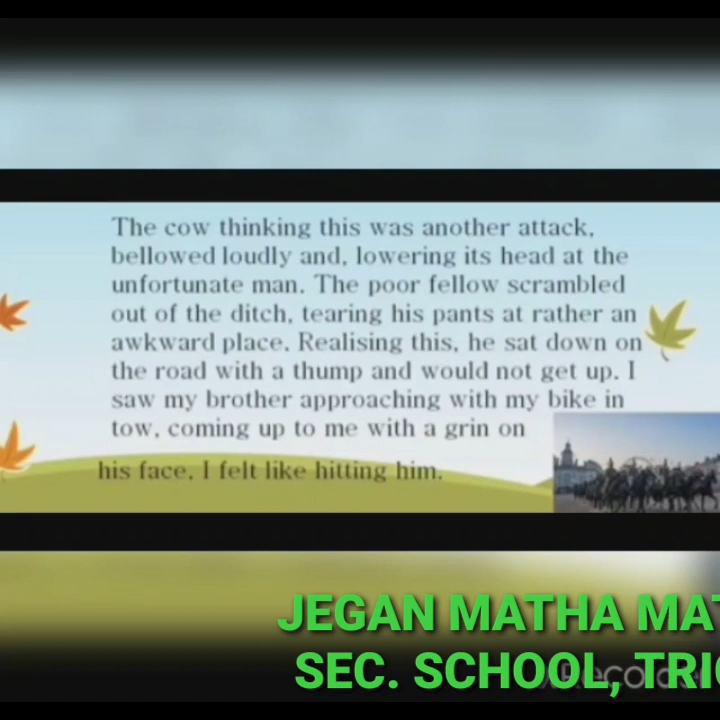 The cow thinking this was another attack,
bellowed loudly and, lowering its head at the
unfortunate man. The poor fellow scrambled
out of the ditch, tearing his pants at rather an
awkward place. Realising this, he sat down on
the road with a thump and would not get up. I
saw my brother approaching with my bike in
tow, coming up to me with a grin on
his face, I felt like hitting him.
JEGAN MATHA MAT
SEC. SCHOOL, TRIC